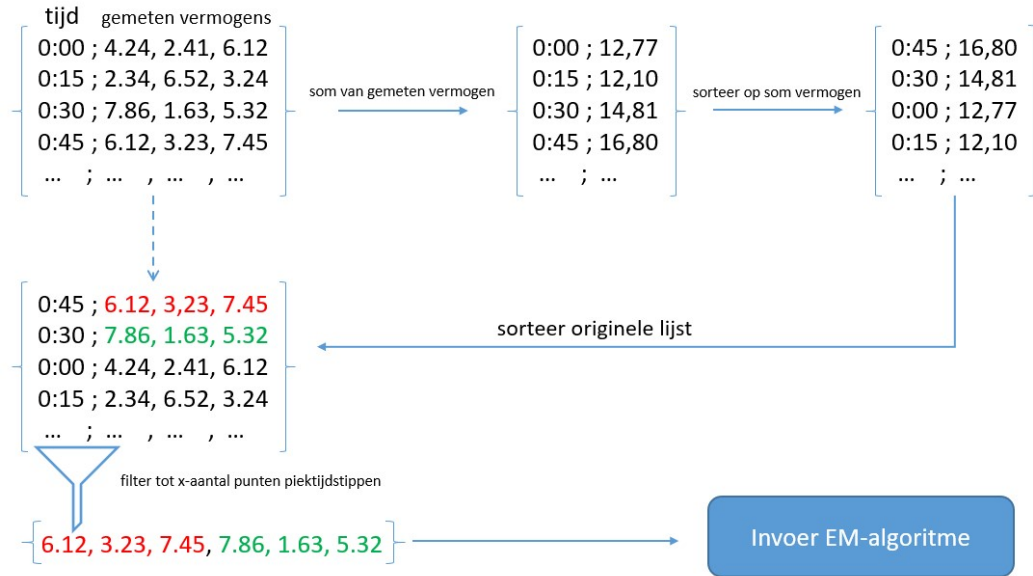 tijd gemeten vermogens
0:00 ; 4.24, 2.41, 6.12
0:15 ; 2.34, 6.52, 3.24
0:30 ; 7.86, 1.63, 5.32
0:45 ; 6.12, 3.23, 7.45
... ; ... , ... , ...
som van gemeten vermogen
0:00 ; 12,77
0:15 ; 12,10
0:30 ; 14,81
0:45 ; 16,80
... ; ...
sorteer op som vermogen
0:45 ; 16,80
0:30 ; 14,81
0:00 ; 12,77
0:15 ; 12,10
... ; ...
sorteer originele lijst
0:45 ; 6.12, 3,23, 7.45
0:30 ; 7.86, 1.63, 5.32
0:00 ; 4.24, 2.41, 6.12
0:15 ; 2.34, 6.52, 3.24
... ; ... , ... , ...
filter tot x-aantal punten piektijdstippen
6.12, 3.23, 7.45, 7.86, 1.63, 5.32
Invoer EM-algoritme